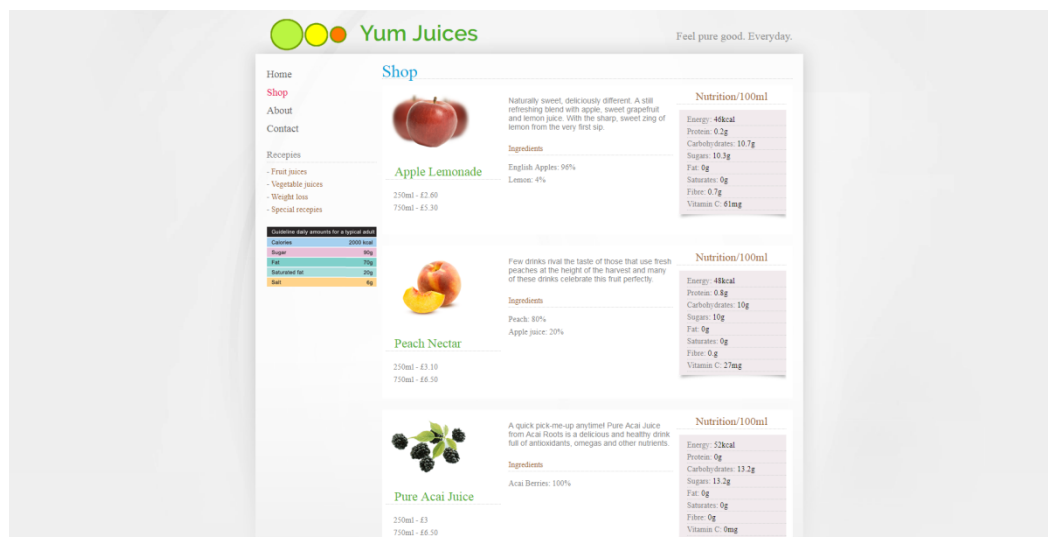 Yum Juices
Feel pure good. Everyday.
Home
Shop
About
Contact
Recepies
- Fruit juices
- Vegetable juices
- Weight loss
- Special recepies
Guideline daily amounts for a typical adult
Calories 2000 kcal
Sugar 90g
Fat 70g
Saturated fat 20g
Salt 6g
Shop
Apple Lemonade
250ml - £2.60
750ml - £5.30
Naturally sweet, deliciously different. A still
refreshing blend with apple, sweet grapefruit
and lemon juice. With the sharp, sweet zing of
lemon from the very first sip.
Ingredients
English Apples: 96%
Lemon: 4%
Nutrition/100ml
Energy: 46kcal
Protein: 0.2g
Carbohydrates: 10.7g
Sugars: 10.3g
Fat: 0g
Saturates: 0g
Fibre: 0.7g
Vitamin C: 61mg
Peach Nectar
250ml - £3.10
750ml - £6.50
Few drinks rival the taste of those that use fresh
peaches at the height of the harvest and many
of these drinks celebrate this fruit perfectly.
Ingredients
Peach: 80%
Apple juice: 20%
Nutrition/100ml
Energy: 48kcal
Protein: 0.8g
Carbohydrates: 10g
Sugars: 10g
Fat: 0g
Saturates: 0g
Fibre: 0.g
Vitamin C: 27mg
Pure Acai Juice
250ml - £3
750ml - £6.50
A quick pick-me-up anytime! Pure Acai Juice
from Acai Roots is a delicious and healthy drink
full of antioxidants, omegas and other nutrients.
Ingredients
Acai Berries: 100%
Nutrition/100ml
Energy: 52kcal
Protein: 0g
Carbohydrates: 13.2g
Sugars: 13.2g
Fat: 0g
Saturates: 0g
Fibre: 0g
Vitamin C: 0mg